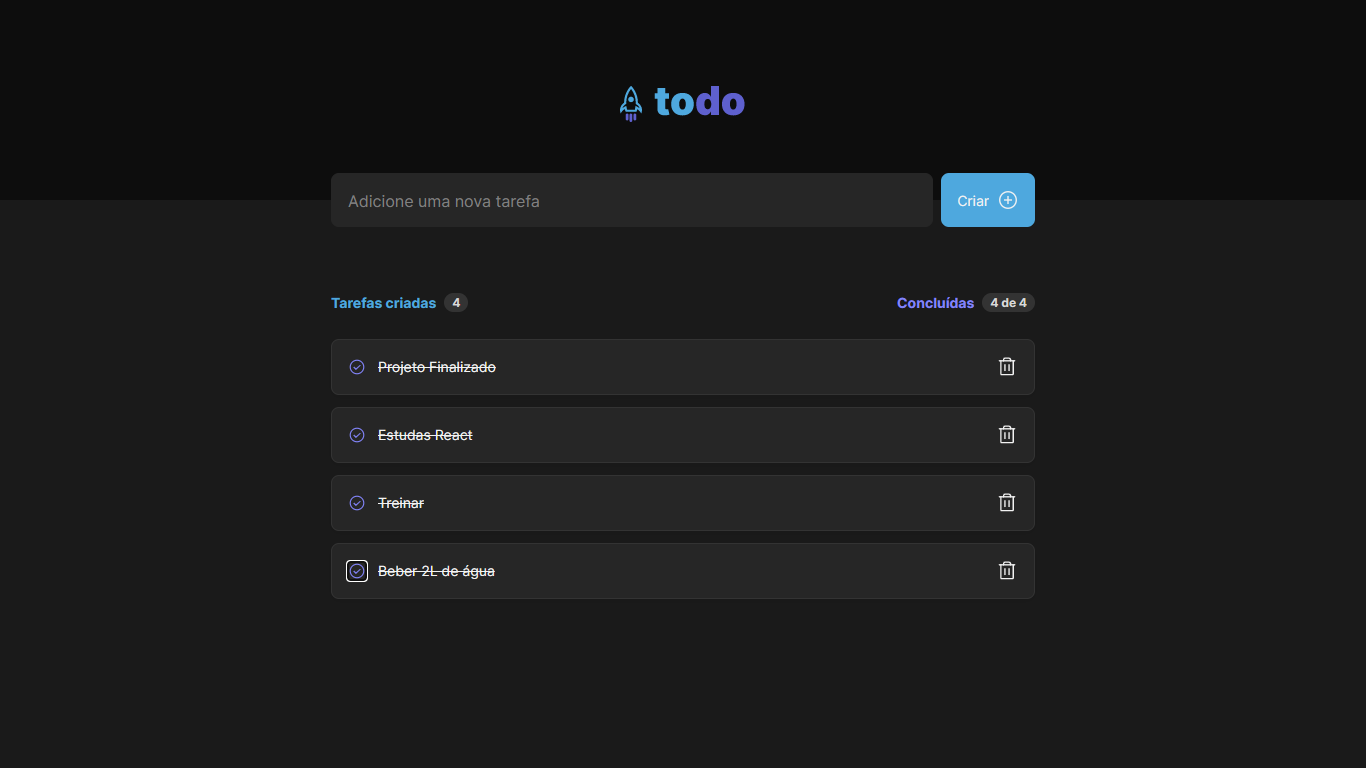 todo
Adicione uma nova tarefa
Criar
Tarefas criadas 4
Concluídas 4 de 4
Projeto Finalizado
Estudas React
Treinar
Beber 2L de água